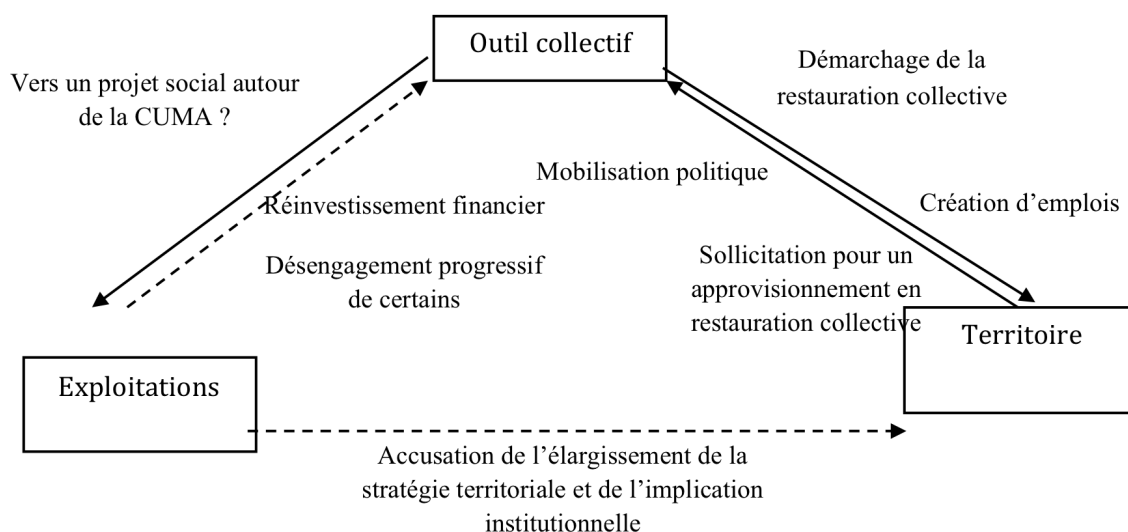 Outil collectif
Vers un projet social autour
de la CUMA ?
Démarchage de la
restauration collective
Mobilisation politique
Réinvestissement financier
Création d’emplois
Désengagement progressif
de certains
Sollicitation pour un
approvisionnement en
restauration collective
Territoire
Exploitations
Accusation de l’élargissement de la
stratégie territoriale et de l’implication
institutionnelle